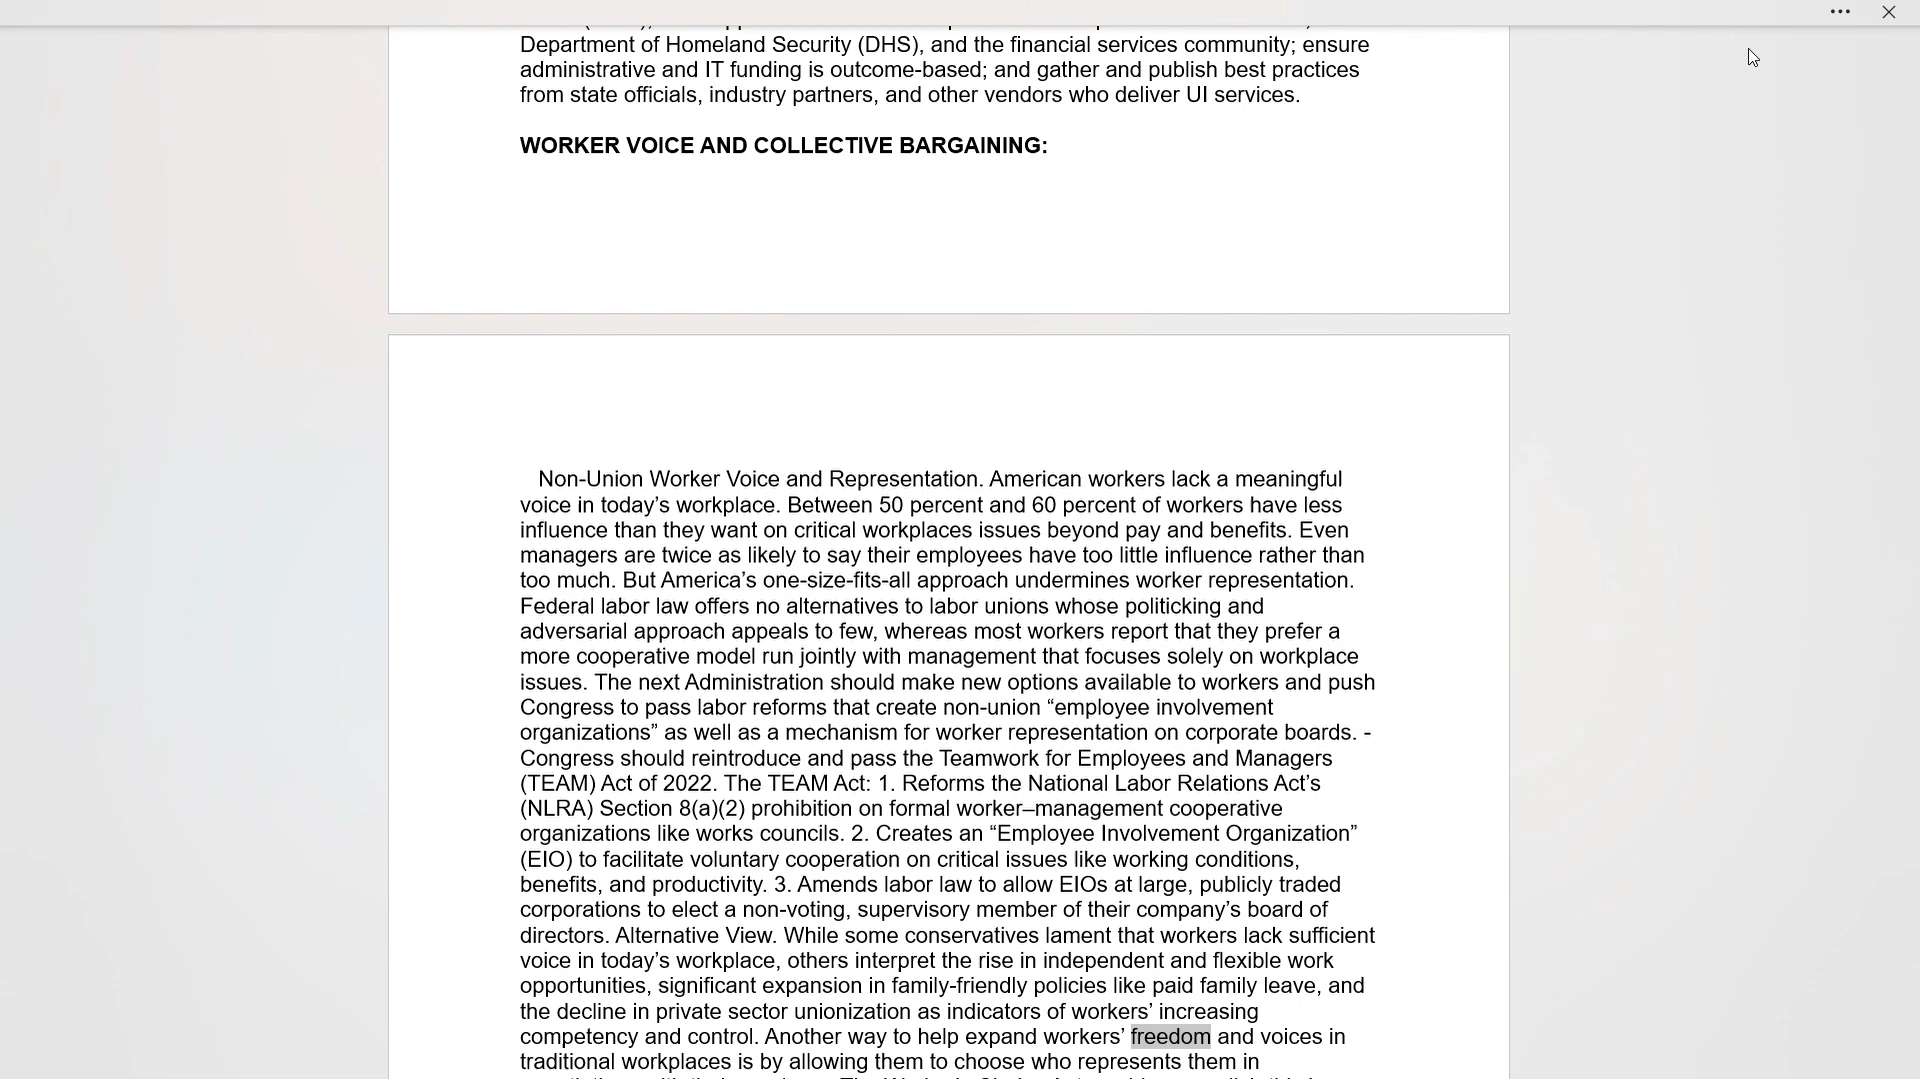 Department of Homeland Security (DHS), and the financial services community; ensure
administrative and IT funding is outcome-based; and gather and publish best practices
from state officials, industry partners, and other vendors who deliver UI services.
WORKER VOICE AND COLLECTIVE BARGAINING:
Non-Union Worker Voice and Representation. American workers lack a meaningful
voice in today’s workplace. Between 50 percent and 60 percent of workers have less
influence than they want on critical workplaces issues beyond pay and benefits. Even
managers are twice as likely to say their employees have too little influence rather than
too much. But America’s one-size-fits-all approach undermines worker representation.
Federal labor law offers no alternatives to labor unions whose politicking and
adversarial approach appeals to few, whereas most workers report that they prefer a
more cooperative model run jointly with management that focuses solely on workplace
issues. The next Administration should make new options available to workers and push
Congress to pass labor reforms that create non-union “employee involvement
organizations” as well as a mechanism for worker representation on corporate boards. -
Congress should reintroduce and pass the Teamwork for Employees and Managers
(TEAM) Act of 2022. The TEAM Act: 1. Reforms the National Labor Relations Act’s
(NLRA) Section 8(a)(2) prohibition on formal worker–management cooperative
organizations like works councils. 2. Creates an “Employee Involvement Organization”
(EIO) to facilitate voluntary cooperation on critical issues like working conditions,
benefits, and productivity. 3. Amends labor law to allow EIOs at large, publicly traded
corporations to elect a non-voting, supervisory member of their company’s board of
directors. Alternative View. While some conservatives lament that workers lack sufficient
voice in today’s workplace, others interpret the rise in independent and flexible work
opportunities, significant expansion in family-friendly policies like paid family leave, and
the decline in private sector unionization as indicators of workers’ increasing
competency and control. Another way to help expand workers’ freedom and voices in
traditional workplaces is by allowing them to choose who represents them in